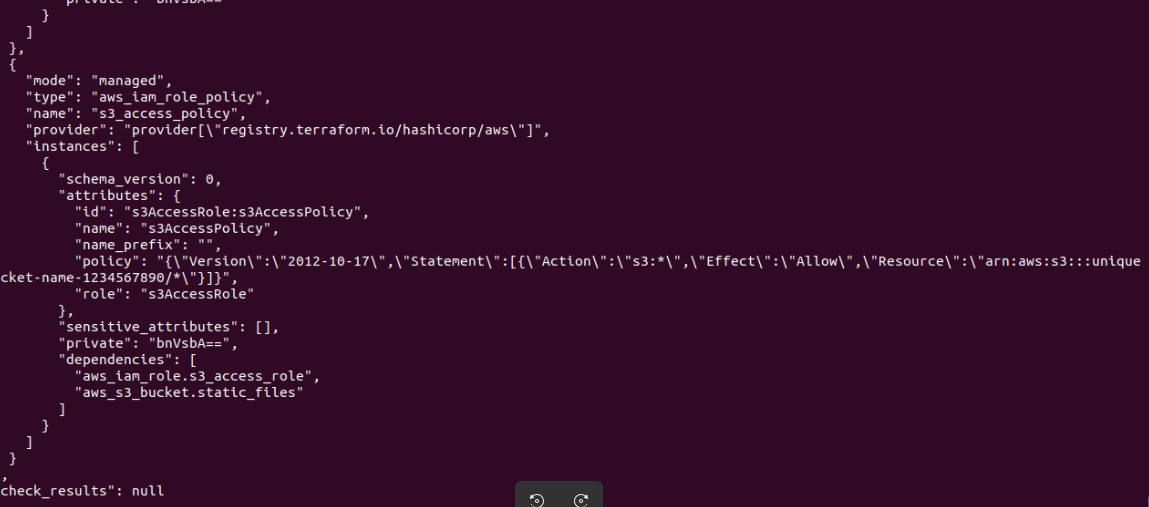 "private": "bnVsbA=="
}
]
},
{
"mode": "managed",
"type": "aws_iam_role_policy",
"name": "s3_access_policy",
"provider": "provider[\"registry.terraform.io/hashicorp/aws\"]",
"instances": [
{
"schema_version": 0,
"attributes": {
"id": "s3AccessRole:s3AccessPolicy",
"name": "s3AccessPolicy",
"name_prefix": "",
"policy": "{\"Version\":\"2012-10-17\",\"Statement\":[{\"Action\":\"s3:*\",\"Effect\":\"Allow\",\"Resource\":\"arn:aws:s3:::unique
cket-name-1234567890/*\"}]}",
"role": "s3AccessRole"
},
"sensitive_attributes": [],
"private": "bnVsbA==",
"dependencies": [
"aws_iam_role.s3_access_role",
"aws_s3_bucket.static_files"
]
}
]
}
,
check_results": null